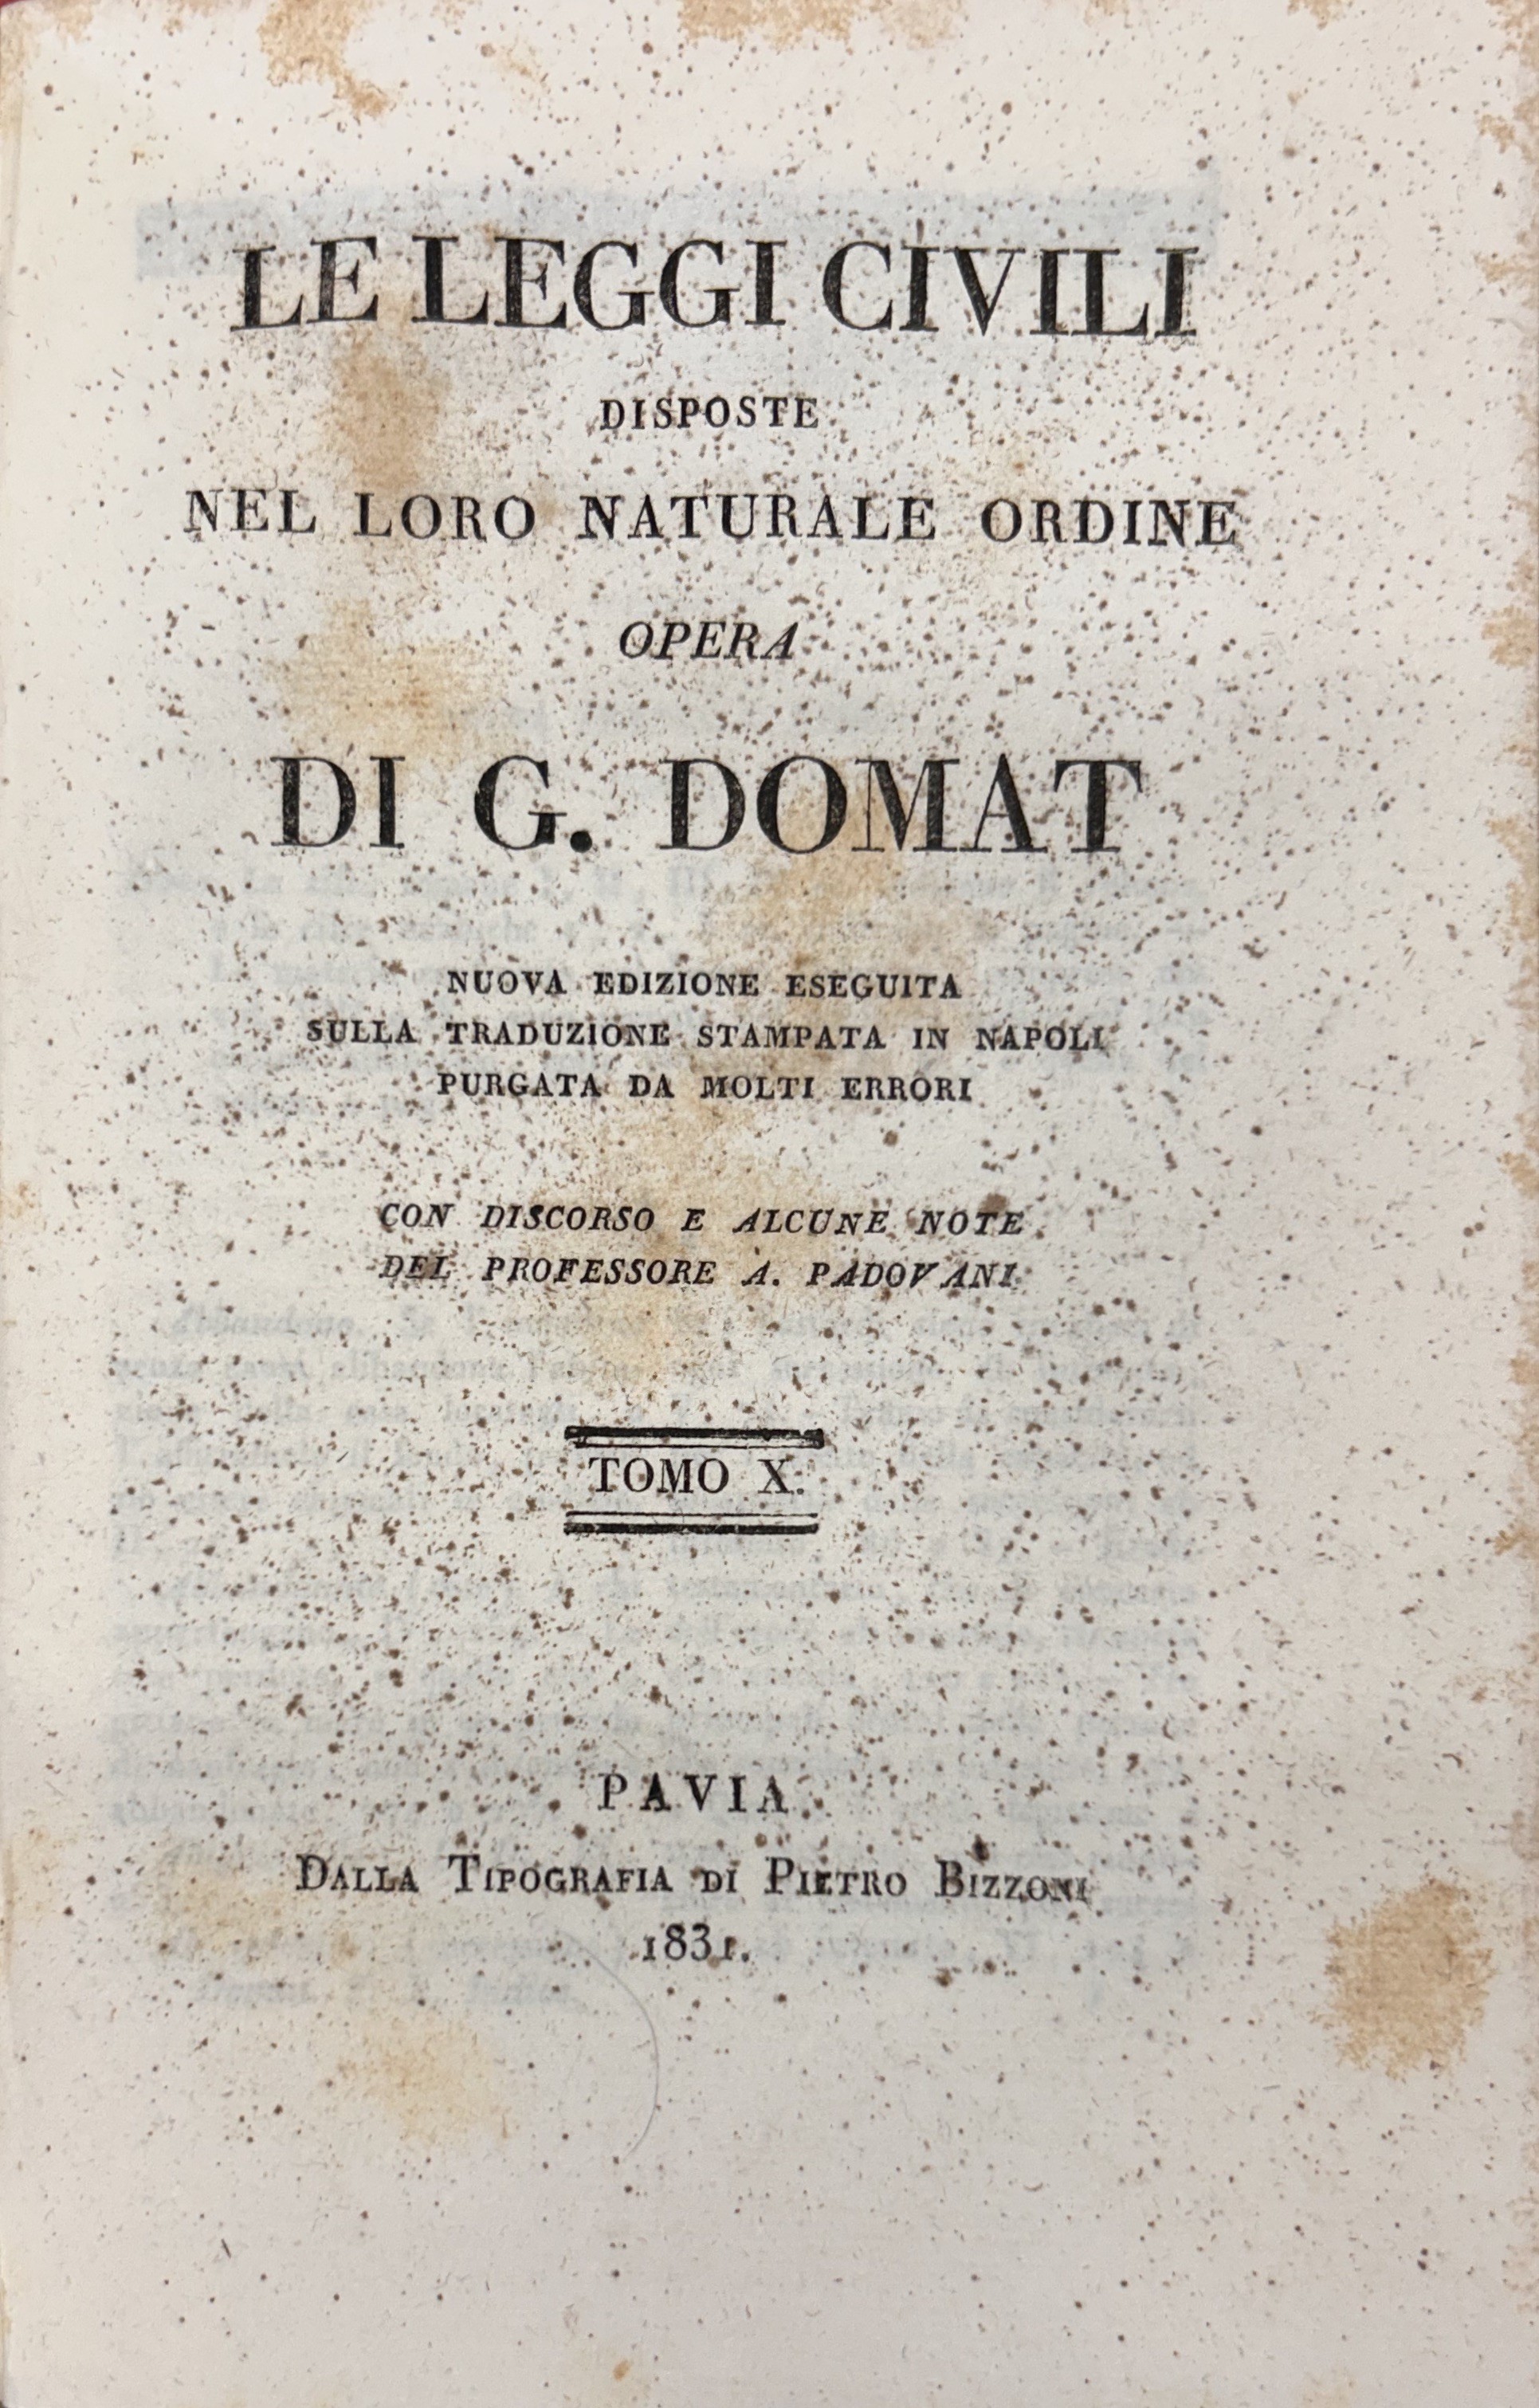 LE LEGGI CIVILI
DISPOSTE
NEL LORO NATURALE ORDINE
OPERA
DI G. DOMAT
NUOVA EDIZIONE ESEGUITA
SULLA TRADUZIONE STAMPATA IN NAPOLI
PURGATA DA MOLTI ERRORI
CON DISCORSO E ALCUNE NOTE
DEL PROFESSORE A. PADOVANI
TOMO X.
PAVIA
DALLA TIPOGRAFIA DI PIETRO BIZZONI
1831.